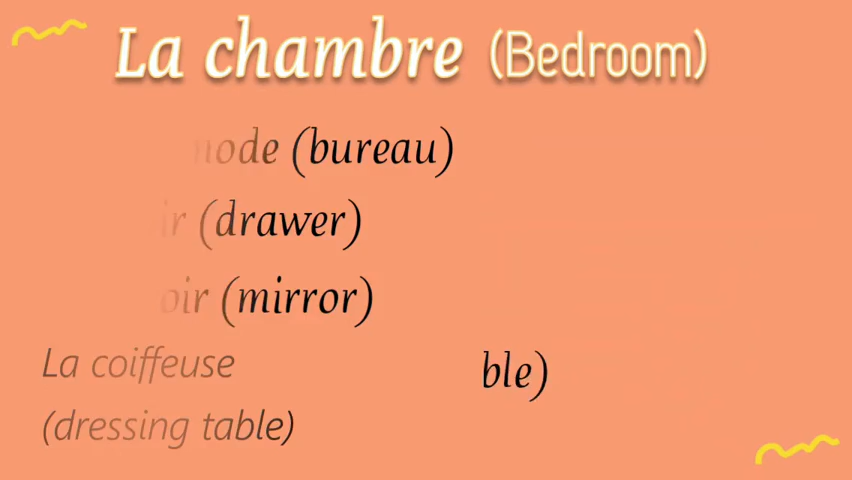 La chambre (Bedroom)
node (bureau)
ir (drawer)
oir (mirror)
La coiffeuse
ble)
(dressing table)